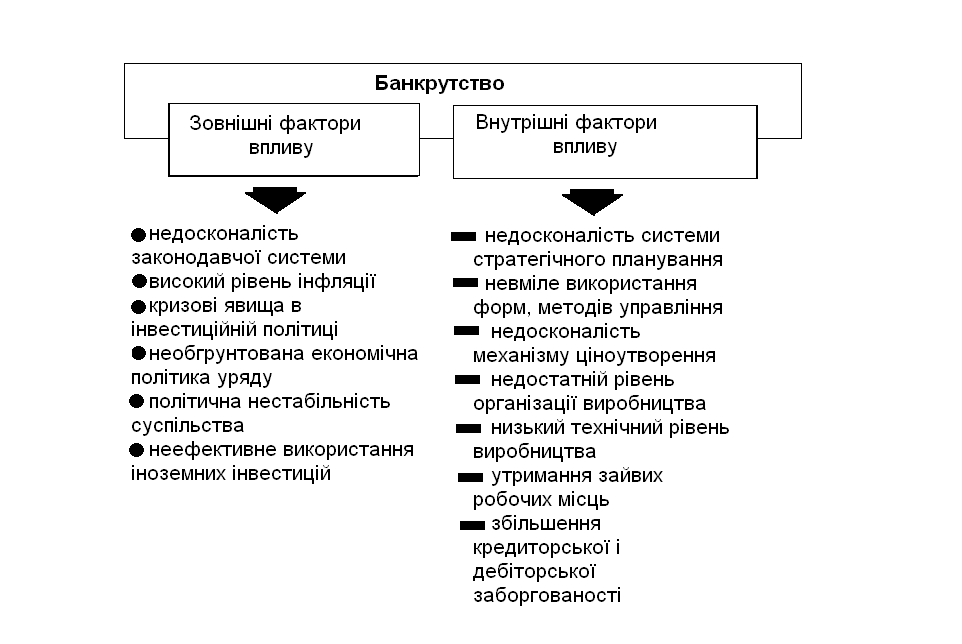 Банкрутство
Зовнішні фактори
впливу
недосконалість
законодавчої системи
високий рівень інфляції
кризові явища в
інвестиційній політиці
необгрунтована економічна
політика уряду
політична нестабільність
суспільства
неефективне використання
іноземних інвестицій
Внутрішні фактори
впливу
недосконалість системи
стратегічного планування
невміле використання
форм, методів управління
недосконалість
механізму ціноутворення
недостатній рівень
організації виробництва
низький технічний рівень
виробництва
утримання зайвих
робочих місць
збільшення
кредиторської і
дебіторської
заборгованості